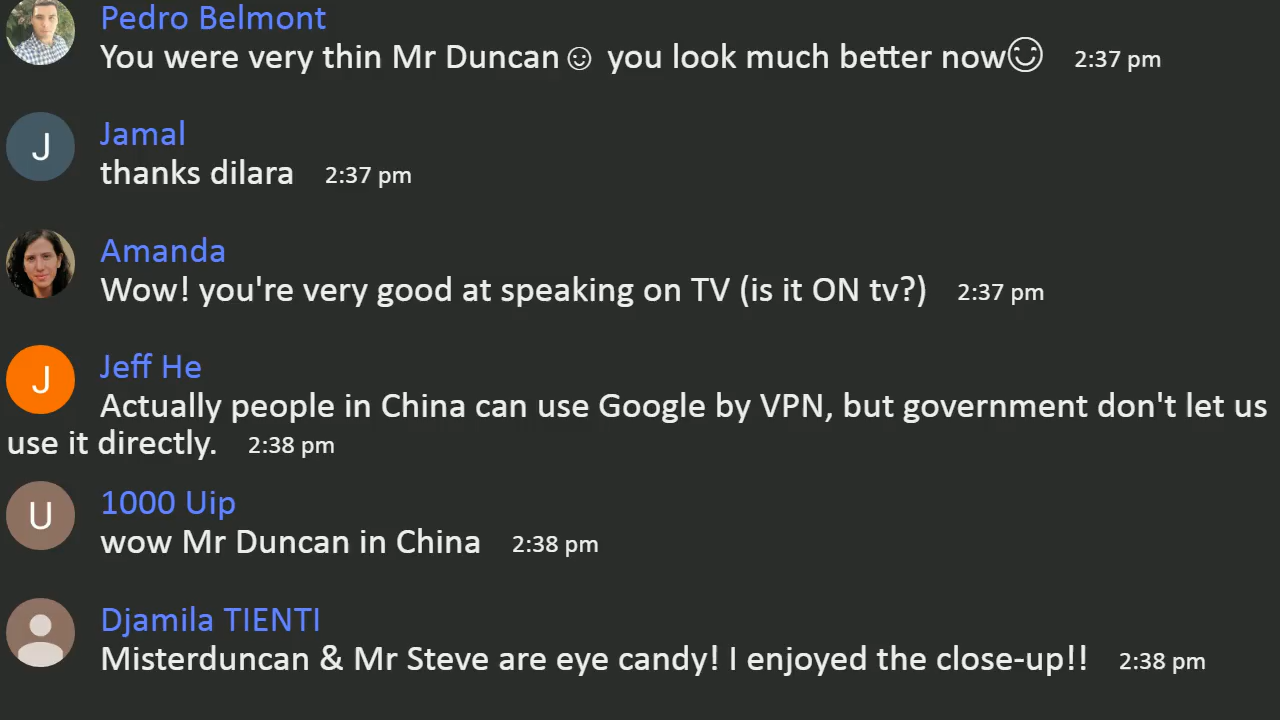 Pedro Belmont
You were very thin Mr Duncan☺ you look much better now😊 2:37 pm
J
Jamal
thanks dilara 2:37 pm
Amanda
Wow! you're very good at speaking on TV (is it ON tv?) 2:37 pm
J
Jeff He
Actually people in China can use Google by VPN, but government don't let us
use it directly. 2:38 pm
U
1000 Uip
wow Mr Duncan in China 2:38 pm
Djamila TIENTI
Misterduncan & Mr Steve are eye candy! I enjoyed the close-up!! 2:38 pm